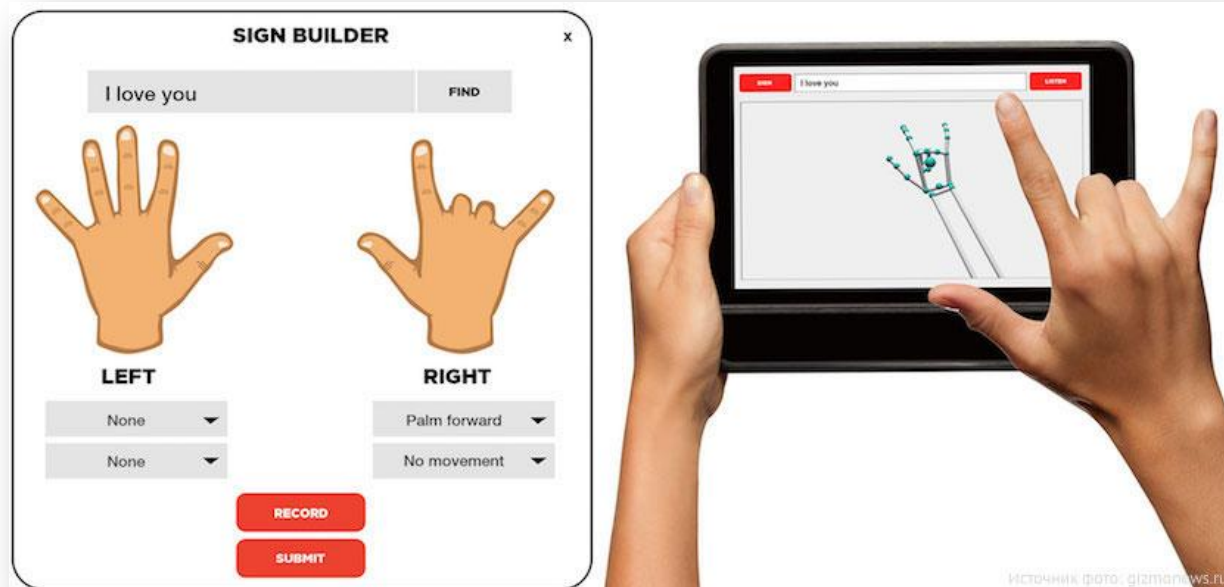 SIGN BUILDER
x
I love you
FIND
LEFT
RIGHT
None
Palm forward
None
No movement
RECORD
SUBMIT
SIGN
I love you
LISTEN
Источник фото: gizmonews.ru